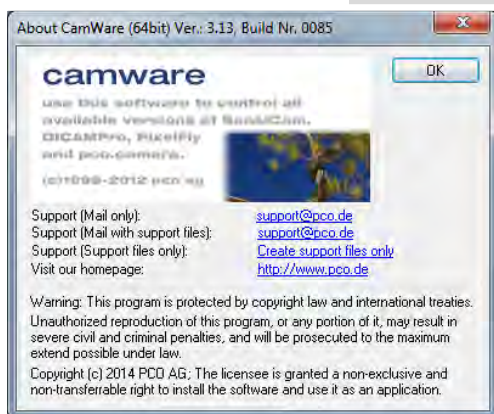 About CamWare (64bit) Ver.: 3.13, Build Nr. 0085
OK
camware
use this software to control all
available versions of SensiCam,
DICAMPro, PixelFly
and pco.camera.
(c)1999-2012 pco ag
Support (Mail only): support@pco.de
Support (Mail with support files): support@pco.de
Support (Support files only): Create support files only
Visit our homepage: http://www.pco.de
Warning: This program is protected by copyright law and international treaties.
Unauthorized reproduction of this program, or any portion of it, may result in
severe civil and criminal penalties, and will be prosecuted to the maximum
extend possible under law.
Copyright (c) 2014 PCO AG; The licensee is granted a non-exclusive and
non-transferrable right to install the software and use it as an application.